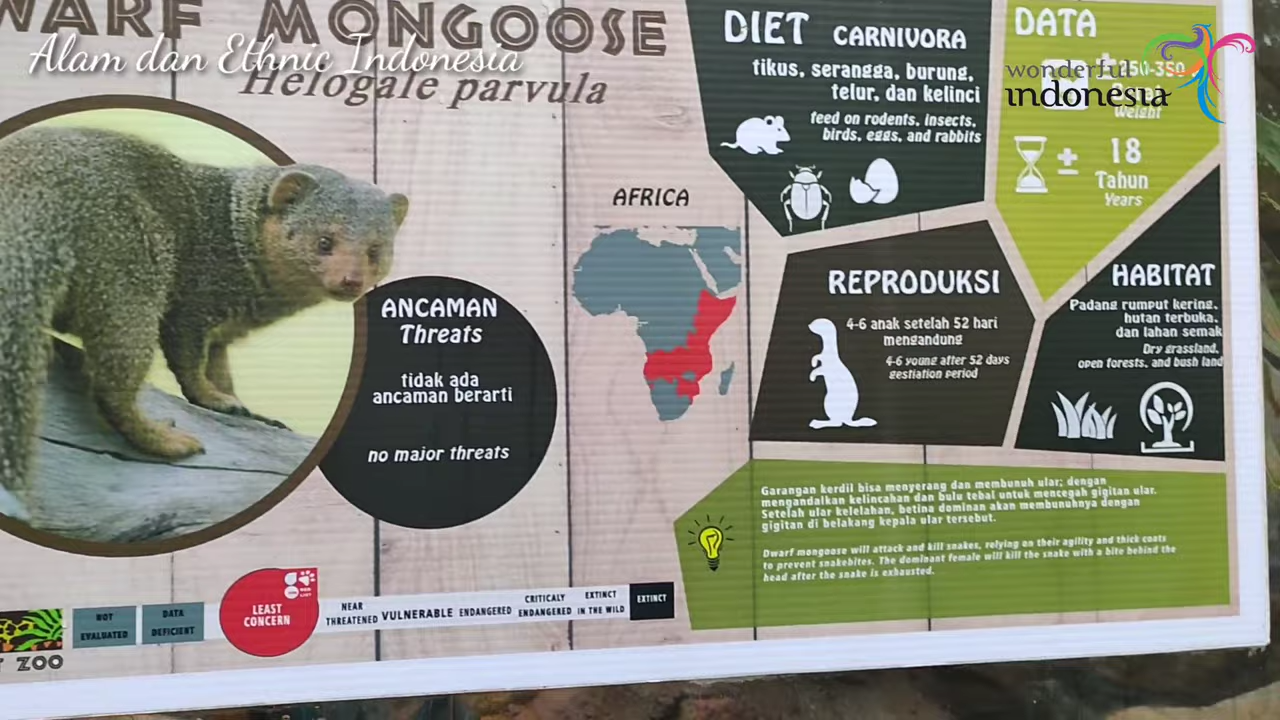 WARF MONGOOSE
Alam dan Ethnic Indonesia
Helogale parvula
DIET CARNIVORA
tikus, serangga, burung,
telur, dan kelinci
feed on rodents, insects,
birds, eggs, and rabbits
DATA
wonderful
indonesia
± 250-350
Weight
± 18
Tahun
Years
AFRICA
ANCAMAN
Threats
tidak ada
ancaman berarti
no major threats
REPRODUKSI
4-6 anak setelah 52 hari
mengandung
4-6 young after 52 days
gestiation period
HABITAT
Padang rumput kering,
hutan terbuka,
dan lahan semak
Dry grassland,
open forests, and bush land
Garangan kerdil bisa menyerang dan membunuh ular; dengan
mengandalkan kelincahan dan bulu tebal untuk mencegah gigitan ular.
Setelah ular kelelahan, betina dominan akan membunuhnya dengan
gigitan di belakang kepala ular tersebut.
Dwarf mongoose will attack and kill snakes, relying on their agility and thick coats
to prevent snakebites. The dominant female will kill the snake with a bite behind the
head after the snake is exhausted.
NOT
EVALUATED
DATA
DEFICIENT
LEAST
CONCERN
NEAR
THREATENED
VULNERABLE
ENDANGERED
CRITICALY
ENDANGERED
EXTINCT
IN THE WILD
EXTINCT
T ZOO